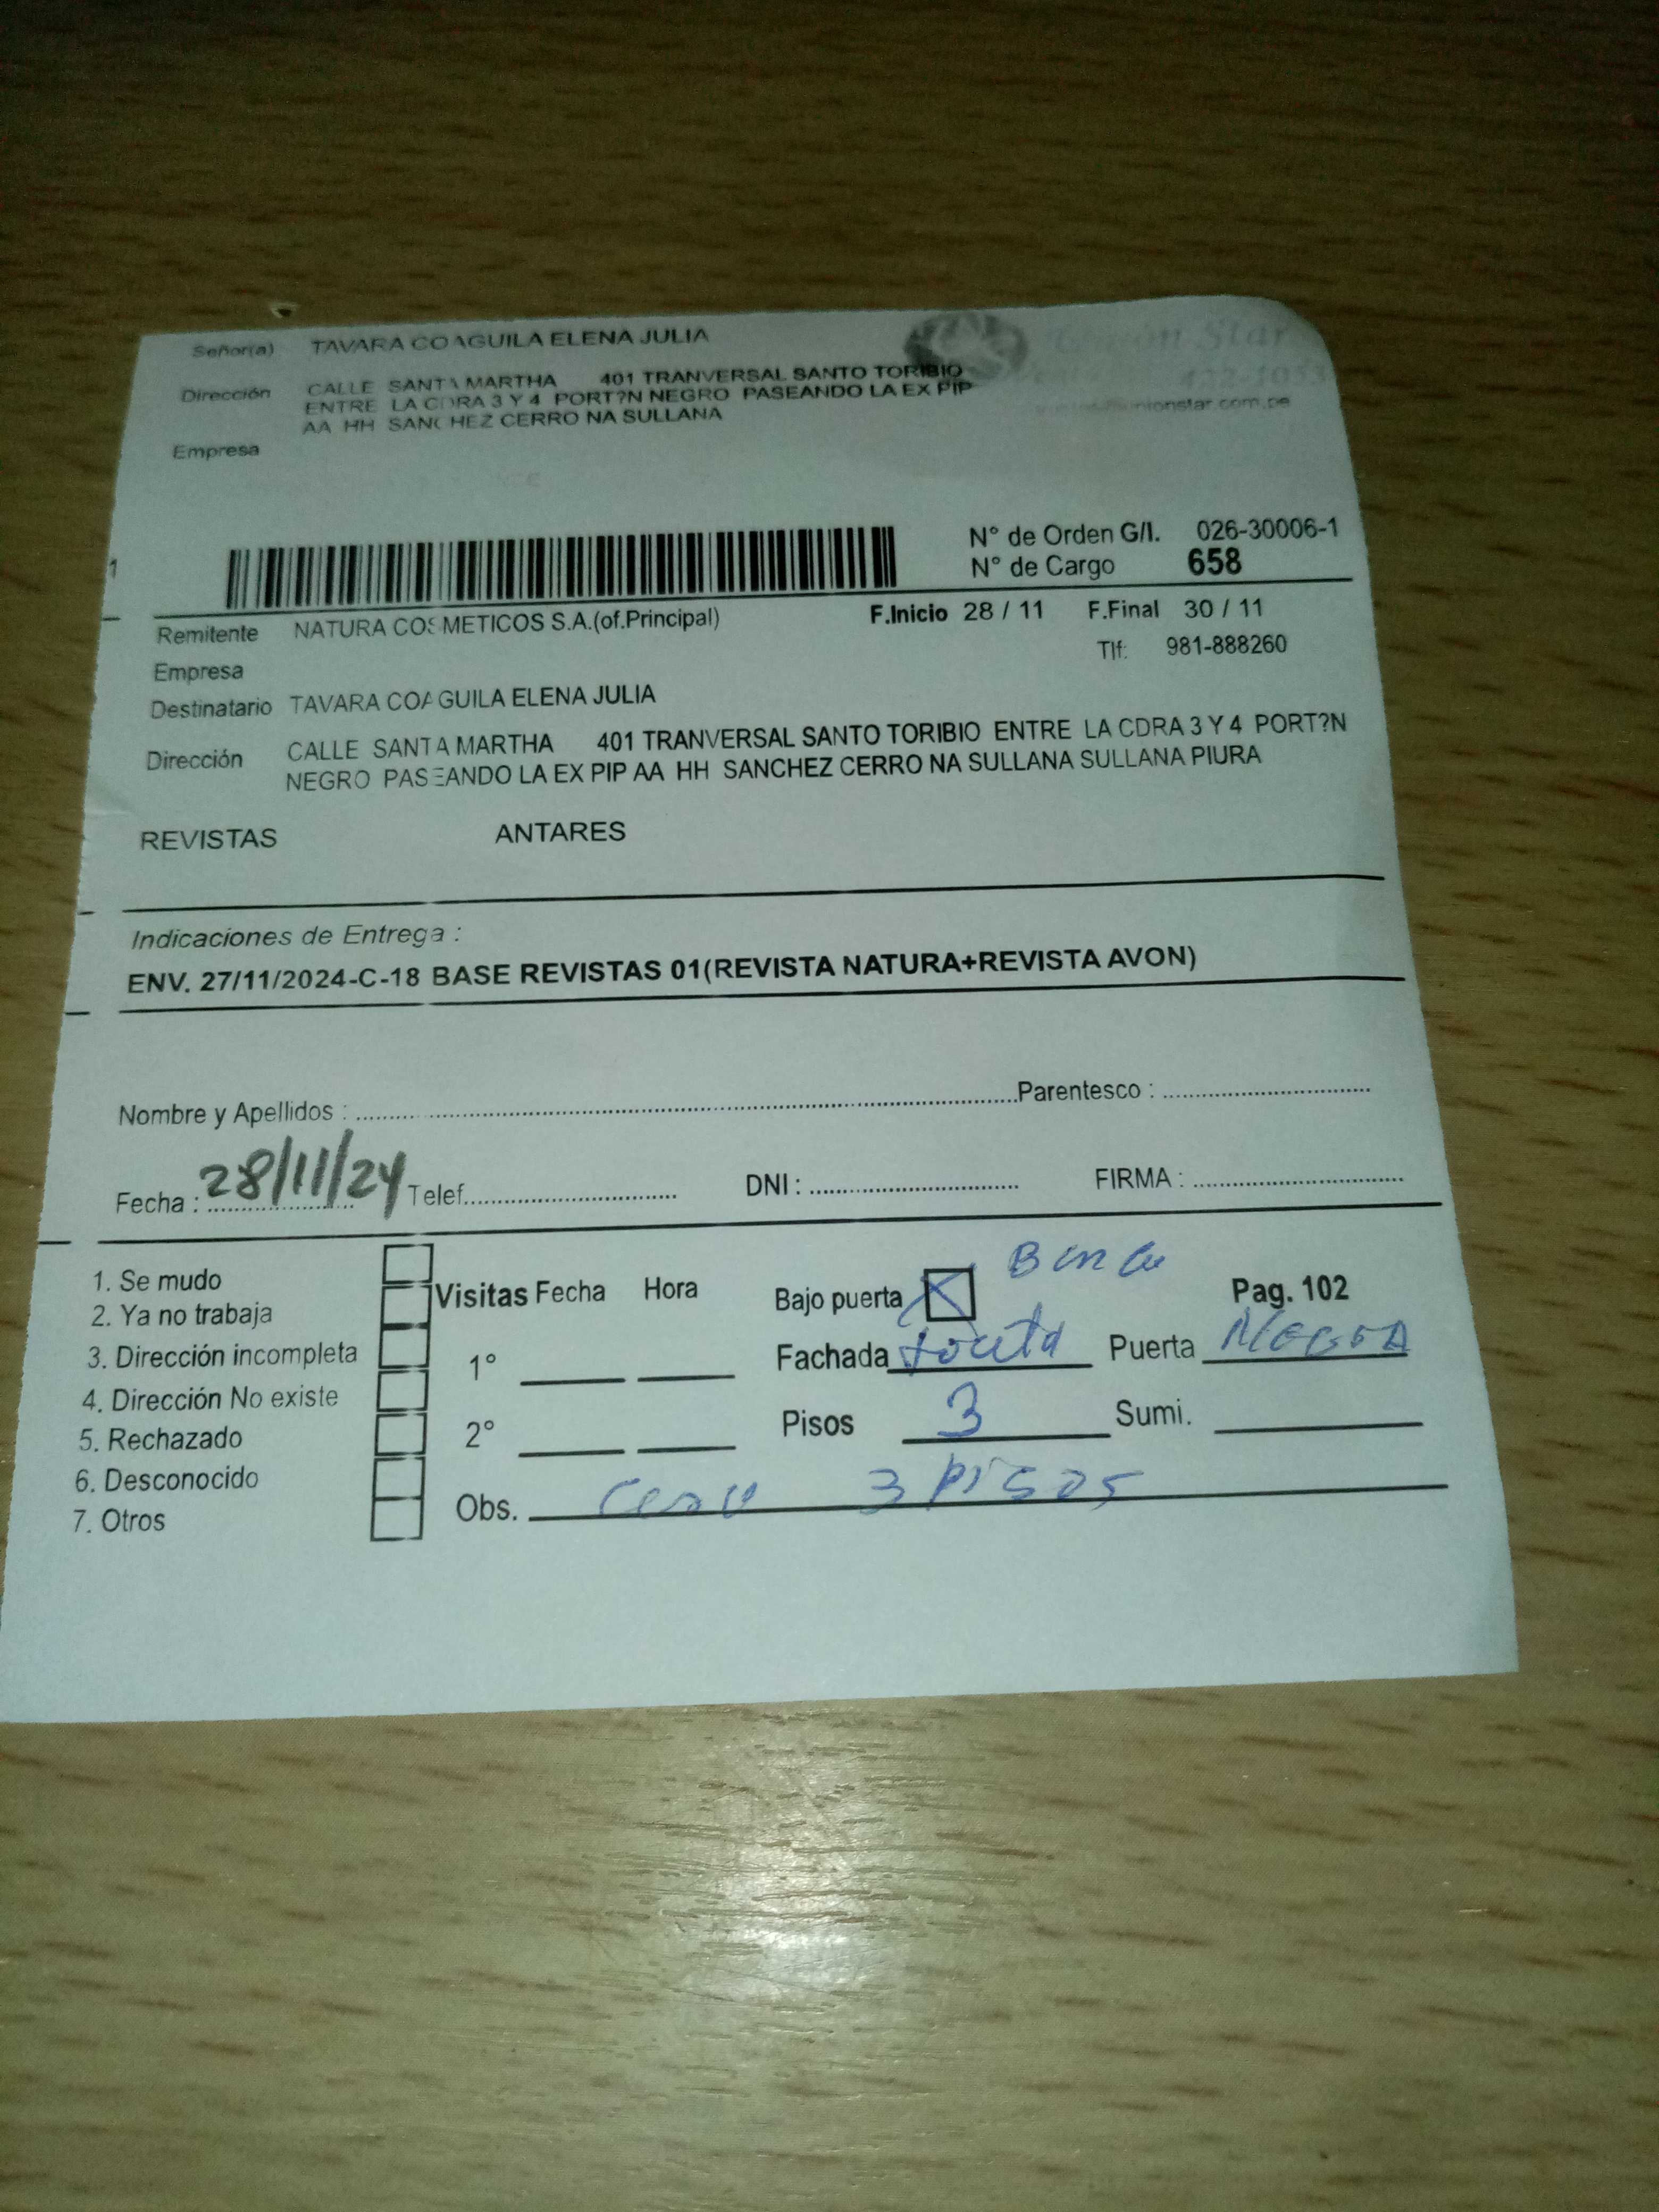 Señor(a) TAVARA COAGUILA ELENA JULIA
Dirección CALLE SANTA MARTHA 401 TRANVERSAL SANTO TORIBIO
ENTRE LA CDRA 3 Y 4 PORT?N NEGRO PASEANDO LA EX PIP
AA HH SANCHEZ CERRO NA SULLANA
Empresa
Star
N° de Orden G/I. 026-30006-1
N° de Cargo 658
1
Remitente NATURA COSMETICOS S.A.(of.Principal) F.Inicio 28 / 11 F.Final 30 / 11
Empresa Tlf: 981-888260
Destinatario TAVARA COAGUILA ELENA JULIA
Dirección CALLE SANTA MARTHA 401 TRANVERSAL SANTO TORIBIO ENTRE LA CDRA 3 Y 4 PORT?N
NEGRO PASEANDO LA EX PIP AA HH SANCHEZ CERRO NA SULLANA SULLANA PIURA
REVISTAS ANTARES
Indicaciones de Entrega :
ENV. 27/11/2024-C-18 BASE REVISTAS 01(REVISTA NATURA+REVISTA AVON)
Nombre y Apellidos : Parentesco :
Fecha : 28/11/24 Telef. DNI : FIRMA :
1. Se mudo
2. Ya no trabaja
3. Dirección incompleta
4. Dirección No existe
5. Rechazado
6. Desconocido
7. Otros
Visitas Fecha Hora
1°
2°
Bajo puerta X Pag. 102
Fachada Puerta
Pisos 3 Sumi.
Obs. 3 PISOS